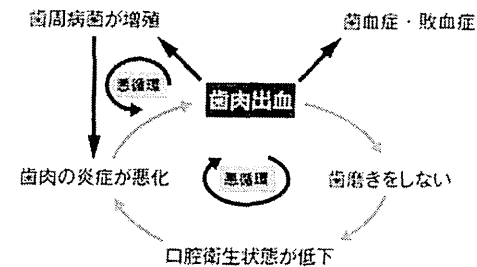 歯周病菌が増殖
菌血症・敗血症
悪循環
歯肉出血
歯肉の炎症が悪化
悪循環
歯磨きをしない
口腔衛生状態が低下